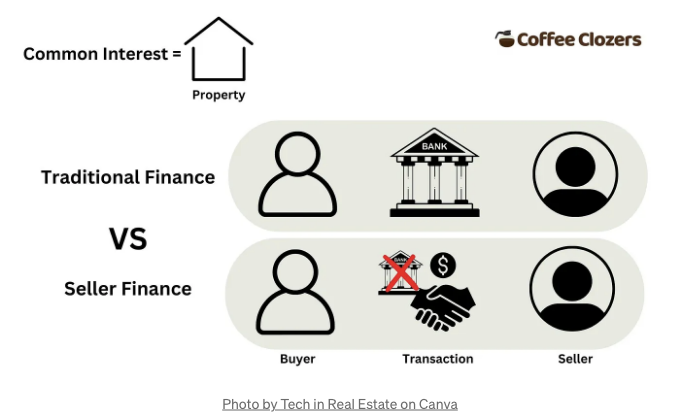 Common Interest =
Property
Coffee Clozers
Traditional Finance
BANK
VS
Seller Finance
BANK
$
Buyer
Transaction
Seller
Photo by Tech in Real Estate on Canva